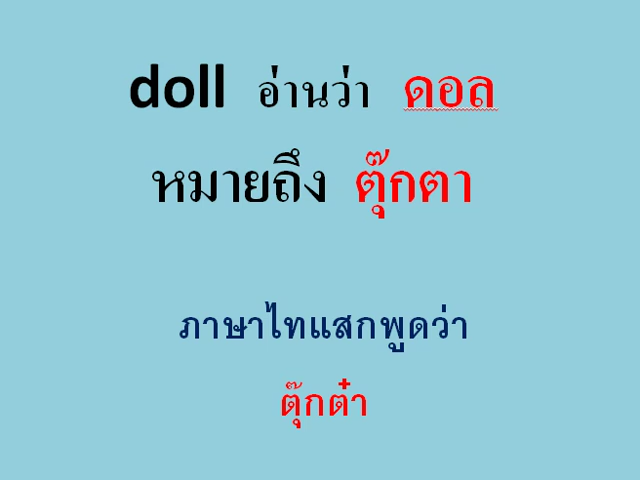 doll อ่านว่า ดอล
หมายถึง ตุ๊กตา
ภาษาไทแสกพูดว่า
ตุ๊กต๋า